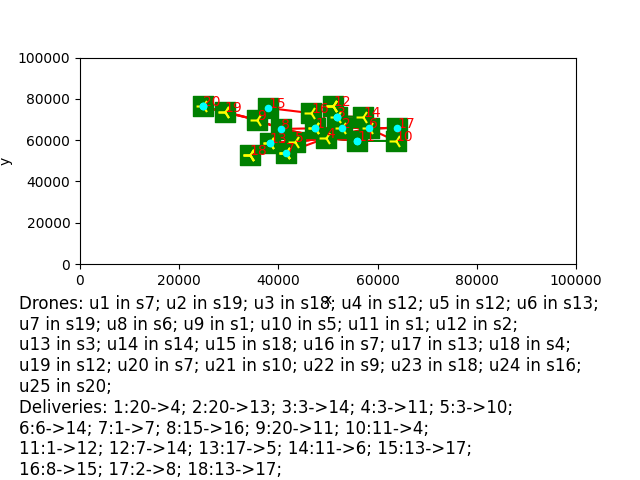 100000
80000
60000
40000
20000
0
y
0 20000 40000 60000 80000 100000
x
Drones: u1 in s7; u2 in s19; u3 in s18; u4 in s12; u5 in s12; u6 in s13;
u7 in s19; u8 in s6; u9 in s1; u10 in s5; u11 in s1; u12 in s2;
u13 in s3; u14 in s14; u15 in s18; u16 in s7; u17 in s13; u18 in s4;
u19 in s12; u20 in s7; u21 in s10; u22 in s9; u23 in s18; u24 in s16;
u25 in s20;
Deliveries: 1:20->4; 2:20->13; 3:3->14; 4:3->11; 5:3->10;
6:6->14; 7:1->7; 8:15->16; 9:20->11; 10:11->4;
11:1->12; 12:7->14; 13:17->5; 14:11->6; 15:13->17;
16:8->15; 17:2->8; 18:13->17;